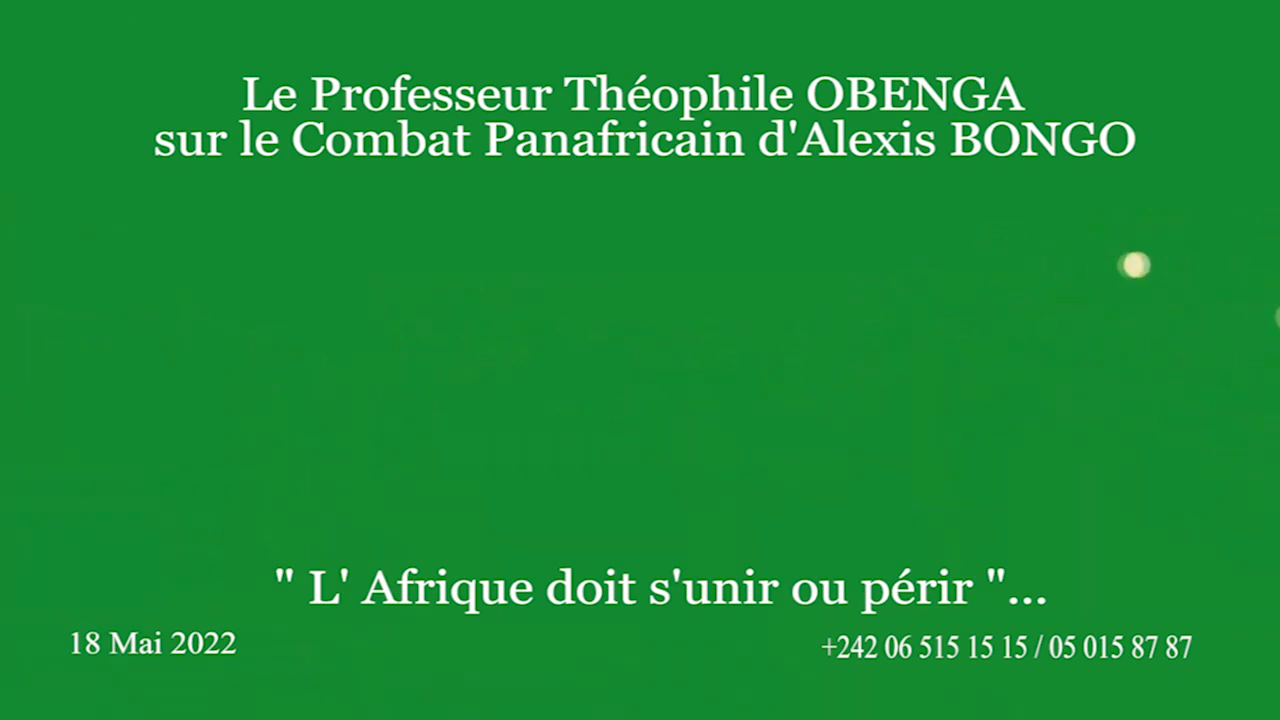 Le Professeur Théophile OBENGA
sur le Combat Panafricain d'Alexis BONGO
" L' Afrique doit s'unir ou périr "...
18 Mai 2022
+242 06 515 15 15 / 05 015 87 87